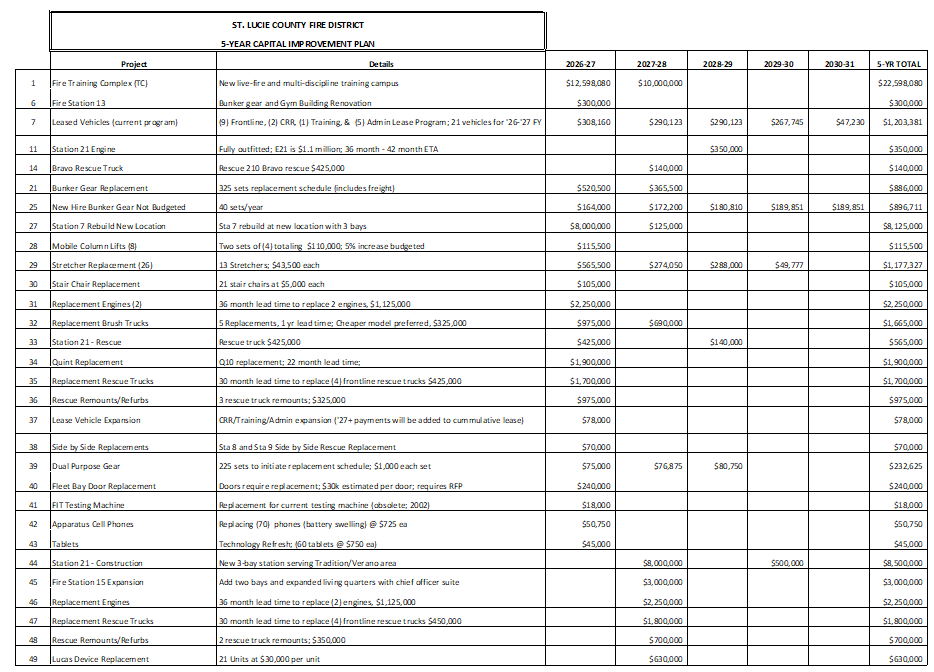 ST. LUCIE COUNTY FIRE DISTRICT
5-YEAR CAPITAL IMPROVEMENT PLAN
Project Details 2026-27 2027-28 2028-29 2029-30 2030-31 5-YR TOTAL
1 Fire Training Complex (TC) New live-fire and multi-discipline training campus $12,598,080 $10,000,000 $22,598,080
6 Fire Station 13 Bunker gear and Gym Building Renovation $300,000 $300,000
7 Leased Vehicles (current program) (9) Frontline, (2) CRR, (1) Training, & (5) Admin Lease Program; 21 vehicles for '26-'27 FY $308,160 $290,123 $290,123 $267,745 $47,230 $1,203,381
11 Station 21 Engine Fully outfitted; E21 is $1.1 million; 36 month - 42 month ETA $350,000 $350,000
14 Bravo Rescue Truck Rescue 210 Bravo rescue $425,000 $140,000 $140,000
21 Bunker Gear Replacement 325 sets replacement schedule (includes freight) $520,500 $365,500 $886,000
25 New Hire Bunker Gear Not Budgeted 40 sets/year $164,000 $172,200 $180,810 $189,851 $189,851 $896,711
27 Station 7 Rebuild New Location Sta 7 rebuild at new location with 3 bays $8,000,000 $125,000 $8,125,000
28 Mobile Column Lifts (8) Two sets of (4) totaling $110,000; 5% increase budgeted $115,500 $115,500
29 Stretcher Replacement (26) 13 Stretchers; $43,500 each $565,500 $274,050 $288,000 $49,777 $1,177,327
30 Stair Chair Replacement 21 stair chairs at $5,000 each $105,000 $105,000
31 Replacement Engines (2) 36 month lead time to replace 2 engines, $1,125,000 $2,250,000 $2,250,000
32 Replacement Brush Trucks 5 Replacements, 1 yr lead time; Cheaper model preferred, $325,000 $975,000 $690,000 $1,665,000
33 Station 21 - Rescue Rescue truck $425,000 $425,000 $140,000 $565,000
34 Quint Replacement Q10 replacement; 22 month lead time; $1,900,000 $1,900,000
35 Replacement Rescue Trucks 30 month lead time to replace (4) frontline rescue trucks $425,000 $1,700,000 $1,700,000
36 Rescue Remounts/Refurbs 3 rescue truck remounts; $325,000 $975,000 $975,000
37 Lease Vehicle Expansion CRR/Training/Admin expansion ('27+ payments will be added to cummulative lease) $78,000 $78,000
38 Side by Side Replacements Sta 8 and Sta 9 Side by Side Rescue Replacement $70,000 $70,000
39 Dual Purpose Gear 225 sets to initiate replacement schedule; $1,000 each set $75,000 $76,875 $80,750 $232,625
40 Fleet Bay Door Replacement Doors require replacement; $30k estimated per door; requires RFP $240,000 $240,000
41 FIT Testing Machine Replacement for current testing machine (obsolete; 2002) $18,000 $18,000
42 Apparatus Cell Phones Replacing (70) phones (battery swelling) @ $725 ea $50,750 $50,750
43 Tablets Technology Refresh; (60 tablets @ $750 ea) $45,000 $45,000
44 Station 21 - Construction New 3-bay station serving Tradition/Verano area $8,000,000 $500,000 $8,500,000
45 Fire Station 15 Expansion Add two bays and expanded living quarters with chief officer suite $3,000,000 $3,000,000
46 Replacement Engines 36 month lead time to replace (2) engines, $1,125,000 $2,250,000 $2,250,000
47 Replacement Rescue Trucks 30 month lead time to replace (4) frontline rescue trucks $450,000 $1,800,000 $1,800,000
48 Rescue Remounts/Refurbs 2 rescue truck remounts; $350,000 $700,000 $700,000
49 Lucas Device Replacement 21 Units at $30,000 per unit $630,000 $630,000